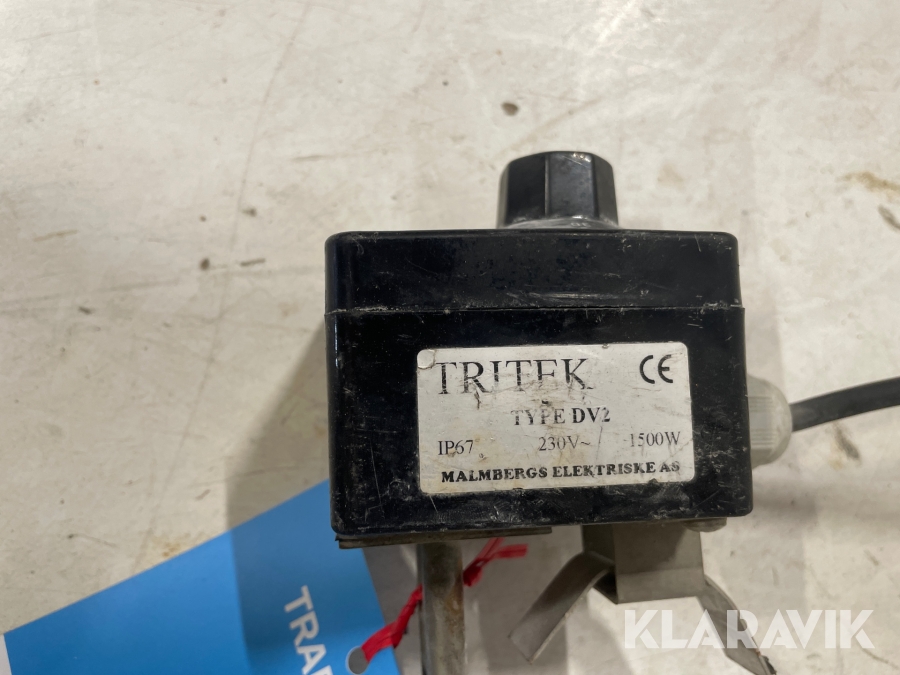 TRITEK CE
TYPE DV2
IP67 230V~ 1500W
MALMBERGS ELEKTRISKE AS
KLARAVIK